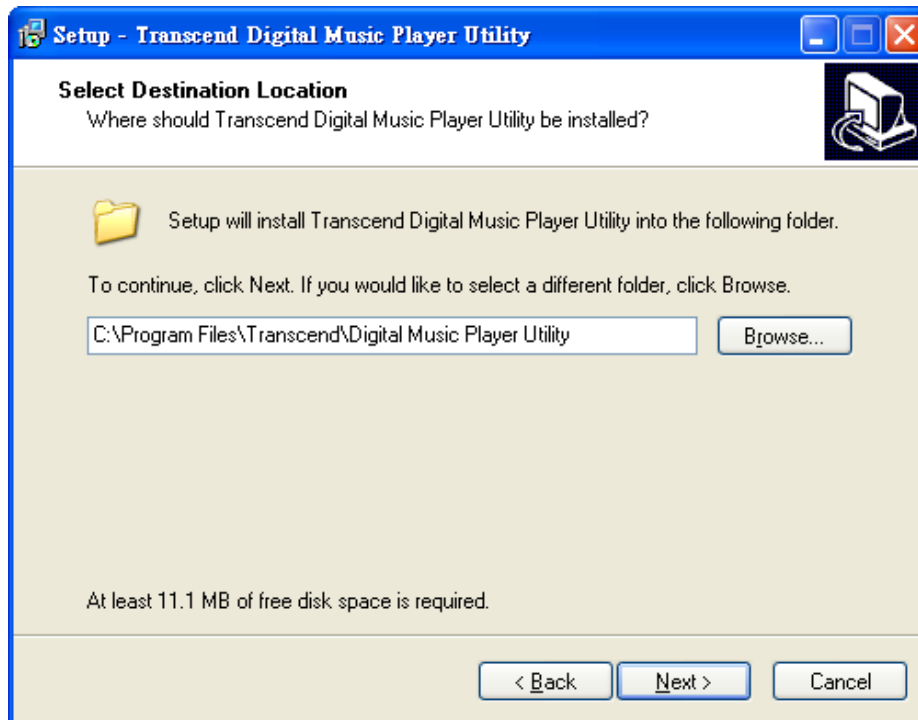 Setup - Transcend Digital Music Player Utility
Select Destination Location
Where should Transcend Digital Music Player Utility be installed?
Setup will install Transcend Digital Music Player Utility into the following folder.
To continue, click Next. If you would like to select a different folder, click Browse.
C:\Program Files\Transcend\Digital Music Player Utility
Browse...
At least 11.1 MB of free disk space is required.
< Back Next > Cancel